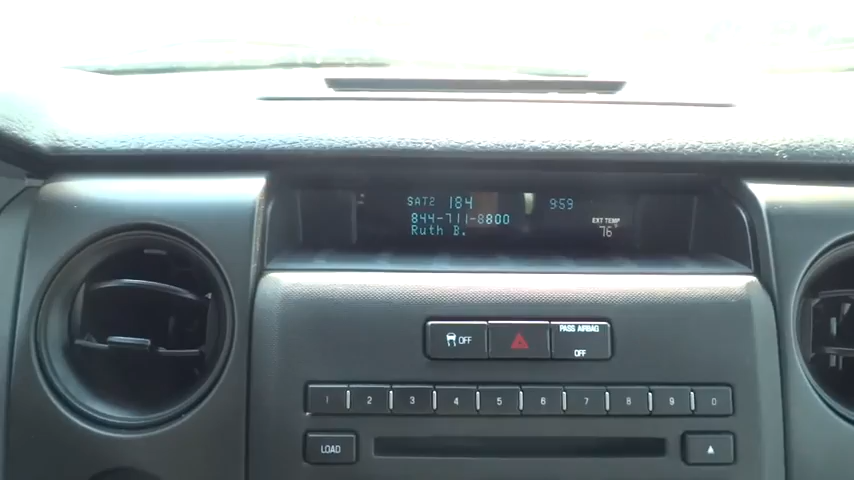 SAT2 184 9:59
844-711-8800
Ruth B.
EXT TEMP
76°
OFF
PASS AIRBAG
OFF
1 2 3 4 5 6 7 8 9 0
LOAD